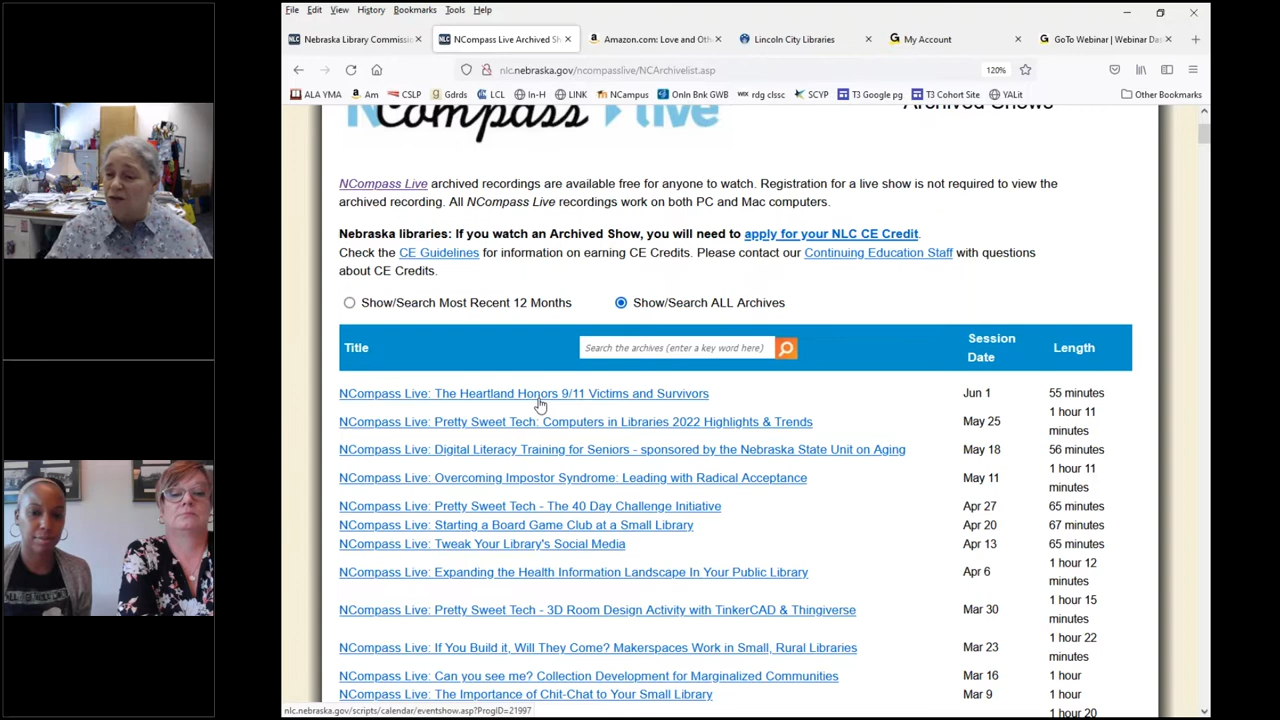 File Edit View History Bookmarks Tools Help
NLC Nebraska Library Commissio
NLC NCompass Live Archived Sh
Amazon.com: Love and Oth
Lincoln City Libraries
My Account
GoTo Webinar | Webinar Das
nlc.nebraska.gov/ncompasslive/NCArchivelist.asp
120%
ALA YMA Am CSLP Gdrds LCL In-H LINK NCampus Onln Bnk GWB rdg clssc SCYP T3 Google pg T3 Cohort Site YALit Other Bookmarks
NCompass live
Archived Shows
NCompass Live archived recordings are available free for anyone to watch. Registration for a live show is not required to view the
archived recording. All NCompass Live recordings work on both PC and Mac computers.
Nebraska libraries: If you watch an Archived Show, you will need to apply for your NLC CE Credit.
Check the CE Guidelines for information on earning CE Credits. Please contact our Continuing Education Staff with questions
about CE Credits.
Show/Search Most Recent 12 Months
Show/Search ALL Archives
Title
Search the archives (enter a key word here)
Session
Date
Length
NCompass Live: The Heartland Honors 9/11 Victims and Survivors Jun 1 55 minutes
NCompass Live: Pretty Sweet Tech: Computers in Libraries 2022 Highlights & Trends May 25 1 hour 11
minutes
NCompass Live: Digital Literacy Training for Seniors - sponsored by the Nebraska State Unit on Aging May 18 56 minutes
NCompass Live: Overcoming Impostor Syndrome: Leading with Radical Acceptance May 11 1 hour 11
minutes
NCompass Live: Pretty Sweet Tech - The 40 Day Challenge Initiative Apr 27 65 minutes
NCompass Live: Starting a Board Game Club at a Small Library Apr 20 67 minutes
NCompass Live: Tweak Your Library's Social Media Apr 13 65 minutes
NCompass Live: Expanding the Health Information Landscape In Your Public Library Apr 6 1 hour 12
minutes
NCompass Live: Pretty Sweet Tech - 3D Room Design Activity with TinkerCAD & Thingiverse Mar 30 1 hour 15
minutes
NCompass Live: If You Build it, Will They Come? Makerspaces Work in Small, Rural Libraries Mar 23 1 hour 22
minutes
NCompass Live: Can you see me? Collection Development for Marginalized Communities Mar 16 1 hour
NCompass Live: The Importance of Chit-Chat to Your Small Library Mar 9 1 hour
1 hour 20
nlc.nebraska.gov/scripts/calendar/eventshow.asp?ProgID=21997